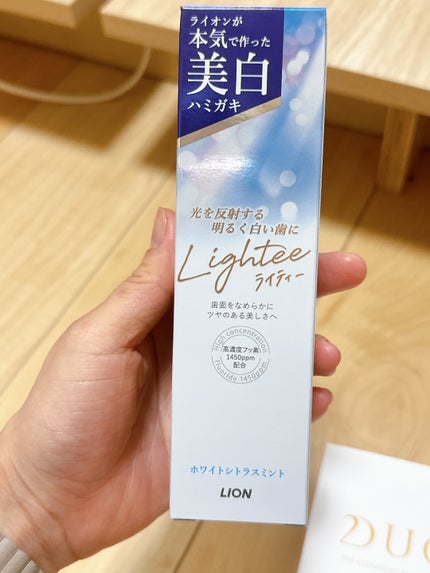 ライオンが
本気で作った
美白
ハミガキ
光を反射する
明るく白い歯に
Lightee
ライティー
歯面をなめらかに
ツヤのある美しさへ
High concentration
高濃度フッ素
1450ppm
配合
fluoride 1450ppm
ホワイトシトラスミント
LION
DUO